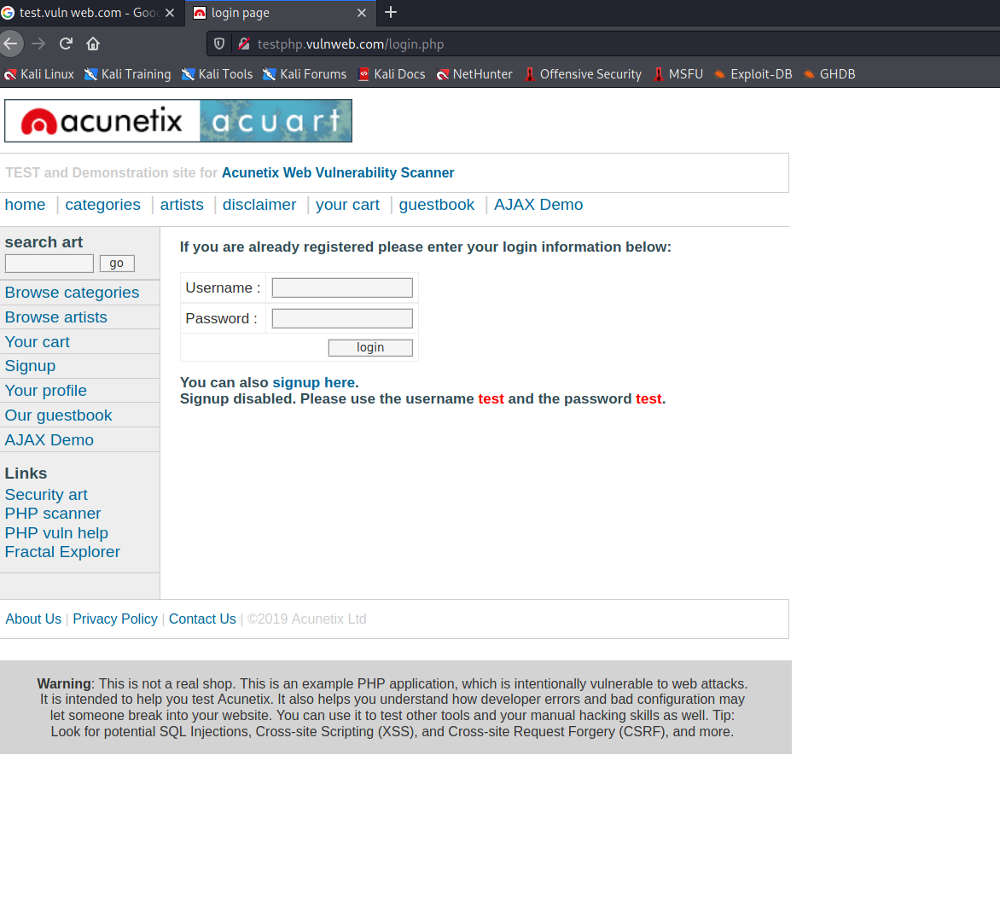 test.vuln web.com - Goo
login page
testphp.vulnweb.com/login.php
Kali Linux Kali Training Kali Tools Kali Forums Kali Docs NetHunter Offensive Security MSFU Exploit-DB GHDB
acunetix acuart
TEST and Demonstration site for Acunetix Web Vulnerability Scanner
home | categories | artists | disclaimer | your cart | guestbook | AJAX Demo
search art
go
Browse categories
Browse artists
Your cart
Signup
Your profile
Our guestbook
AJAX Demo
Links
Security art
PHP scanner
PHP vuln help
Fractal Explorer
If you are already registered please enter your login information below:
Username :
Password :
login
You can also signup here.
Signup disabled. Please use the username test and the password test.
About Us | Privacy Policy | Contact Us | ©2019 Acunetix Ltd
Warning: This is not a real shop. This is an example PHP application, which is intentionally vulnerable to web attacks.
It is intended to help you test Acunetix. It also helps you understand how developer errors and bad configuration may
let someone break into your website. You can use it to test other tools and your manual hacking skills as well. Tip:
Look for potential SQL Injections, Cross-site Scripting (XSS), and Cross-site Request Forgery (CSRF), and more.